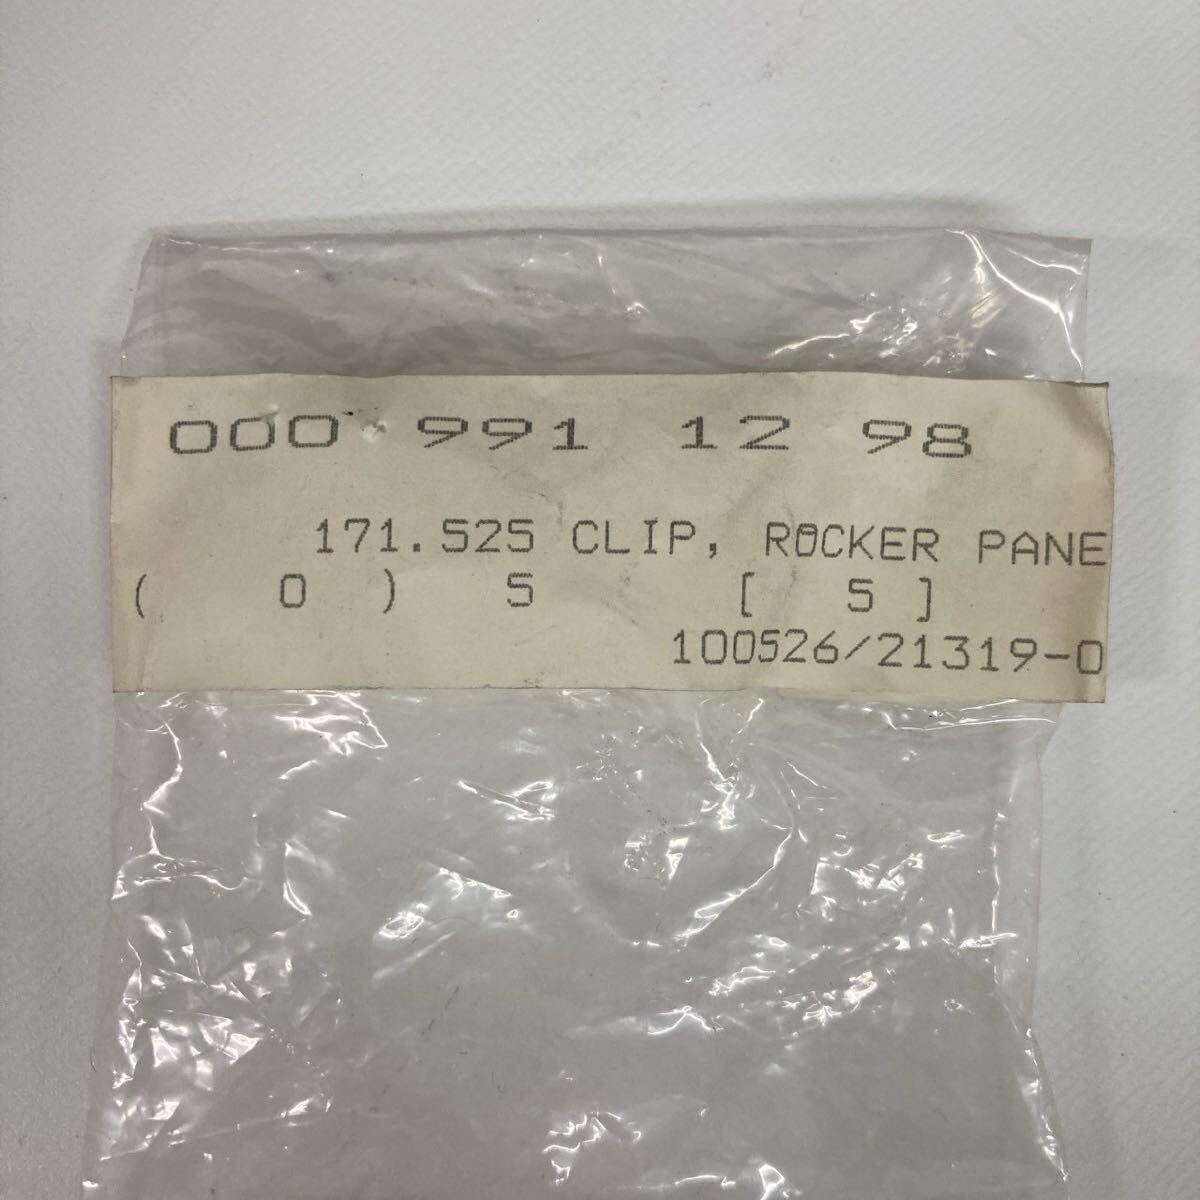 000 991 12 98
171.525 CLIP, ROCKER PANE
( 0 ) 5 [ 5 ]
100526/21319-0